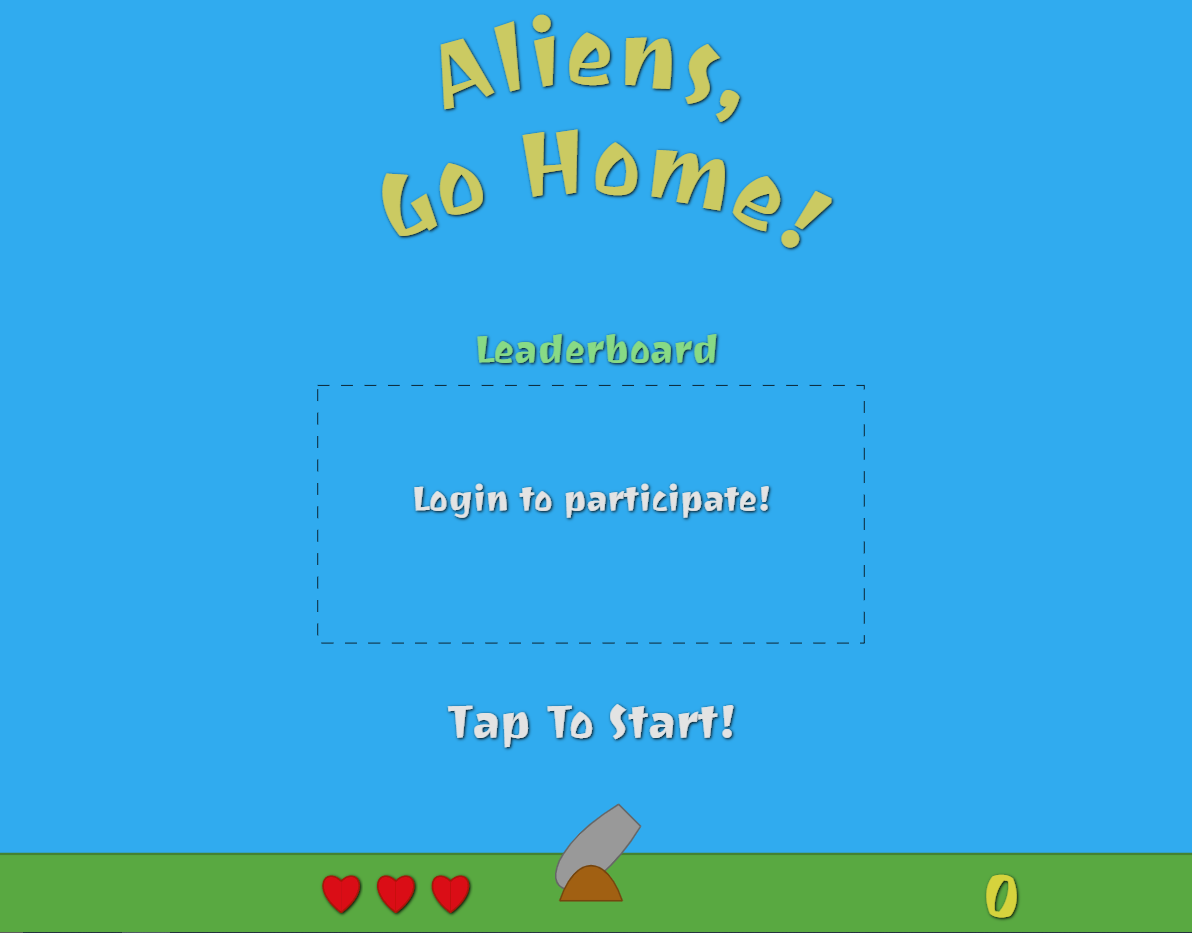 Aliens,
Go Home!
Leaderboard
Login to participate!
Tap To Start!
0